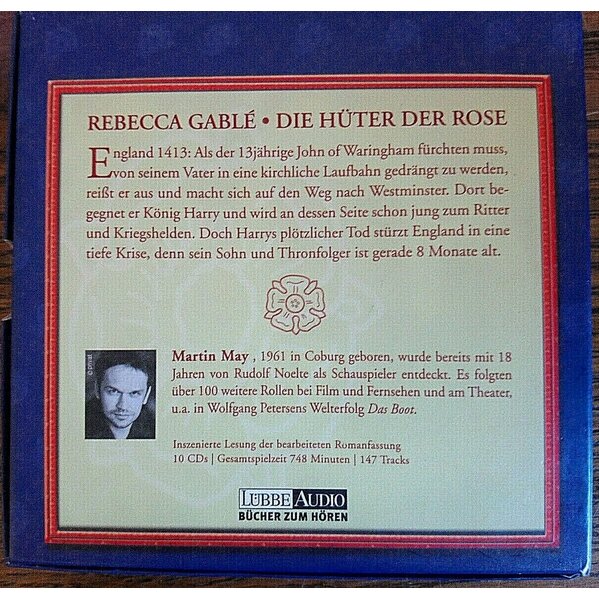 REBECCA GABLÉ • DIE HÜTER DER ROSE
England 1413: Als der 13jährige John of Waringham fürchten muss,
von seinem Vater in eine kirchliche Laufbahn gedrängt zu werden,
reißt er aus und macht sich auf den Weg nach Westminster. Dort be-
gegnet er König Harry und wird an dessen Seite schon jung zum Ritter
und Kriegshelden. Doch Harrys plötzlicher Tod stürzt England in eine
tiefe Krise, denn sein Sohn und Thronfolger ist gerade 8 Monate alt.
© privat
Martin May , 1961 in Coburg geboren, wurde bereits mit 18
Jahren von Rudolf Noelte als Schauspieler entdeckt. Es folgten
über 100 weitere Rollen bei Film und Fernsehen und am Theater,
u.a. in Wolfgang Petersens Welterfolg Das Boot.
Inszenierte Lesung der bearbeiteten Romanfassung
10 CDs | Gesamtspielzeit 748 Minuten | 147 Tracks
LÜBBE AUDIO
BÜCHER ZUM HÖREN